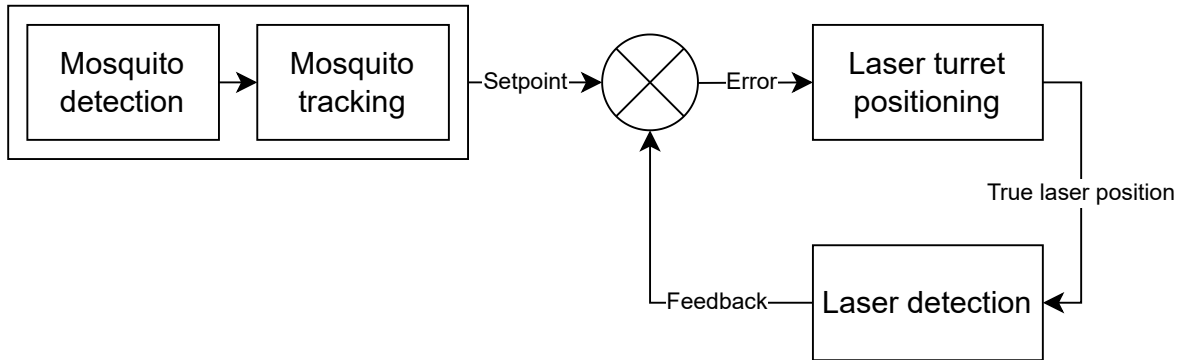 Mosquito
detection
Mosquito
tracking
Setpoint
Error
Laser turret
positioning
True laser position
Laser detection
Feedback